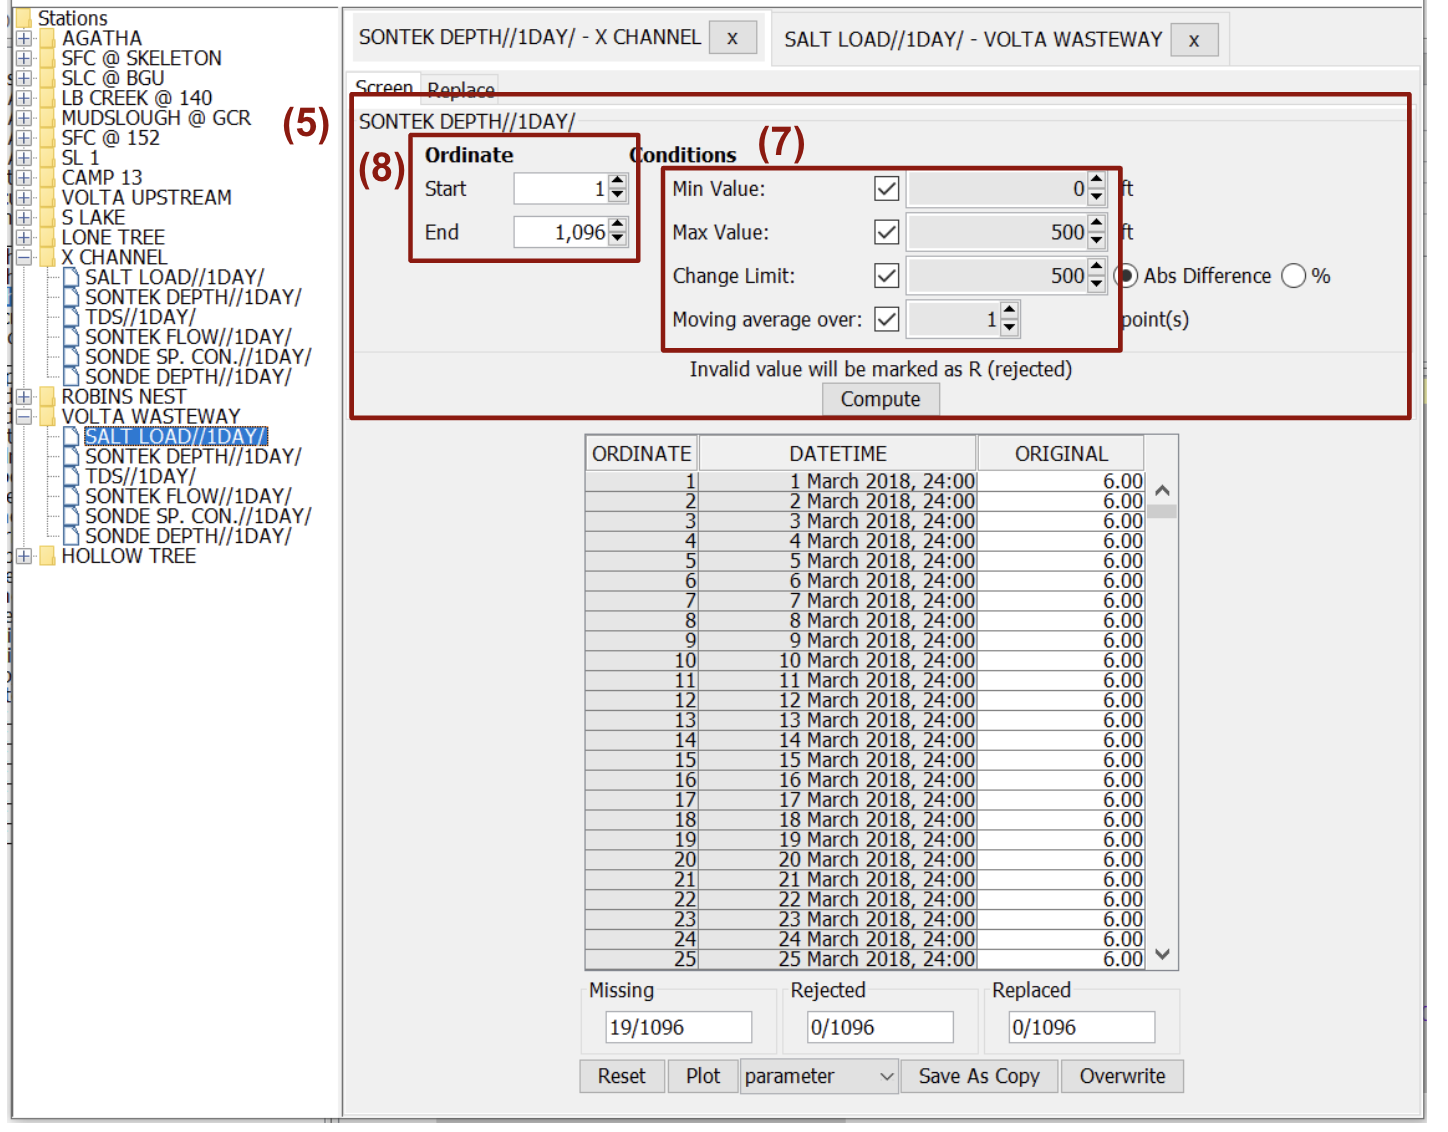 Stations
AGATHA
SFC @ SKELETON
SLC @ BGU
LB CREEK @ 140
MUDSLOUGH @ GCR
SFC @ 152
SL 1
CAMP 13
VOLTA UPSTREAM
S LAKE
LONE TREE
X CHANNEL
SALT LOAD//1DAY/
SONTEK DEPTH//1DAY/
TDS//1DAY/
SONTEK FLOW//1DAY/
SONDE SP. CON.//1DAY/
SONDE DEPTH//1DAY/
ROBINS NEST
VOLTA WASTEWAY
SALT LOAD//1DAY/
SONTEK DEPTH//1DAY/
TDS//1DAY/
SONTEK FLOW//1DAY/
SONDE SP. CON.//1DAY/
SONDE DEPTH//1DAY/
HOLLOW TREE
SONTEK DEPTH//1DAY/ - X CHANNEL x SALT LOAD//1DAY/ - VOLTA WASTEWAY x
Screen Replace
(5)
SONTEK DEPTH//1DAY/
(8) Ordinate Conditions (7)
Start 1 Min Value: 0 ft
End 1,096 Max Value: 500 ft
Change Limit: 500 Abs Difference %
Moving average over: 1 point(s)
Invalid value will be marked as R (rejected)
Compute
ORDINATE DATETIME ORIGINAL
1 1 March 2018, 24:00 6.00
2 2 March 2018, 24:00 6.00
3 3 March 2018, 24:00 6.00
4 4 March 2018, 24:00 6.00
5 5 March 2018, 24:00 6.00
6 6 March 2018, 24:00 6.00
7 7 March 2018, 24:00 6.00
8 8 March 2018, 24:00 6.00
9 9 March 2018, 24:00 6.00
10 10 March 2018, 24:00 6.00
11 11 March 2018, 24:00 6.00
12 12 March 2018, 24:00 6.00
13 13 March 2018, 24:00 6.00
14 14 March 2018, 24:00 6.00
15 15 March 2018, 24:00 6.00
16 16 March 2018, 24:00 6.00
17 17 March 2018, 24:00 6.00
18 18 March 2018, 24:00 6.00
19 19 March 2018, 24:00 6.00
20 20 March 2018, 24:00 6.00
21 21 March 2018, 24:00 6.00
22 22 March 2018, 24:00 6.00
23 23 March 2018, 24:00 6.00
24 24 March 2018, 24:00 6.00
25 25 March 2018, 24:00 6.00
Missing Rejected Replaced
19/1096 0/1096 0/1096
Reset Plot parameter Save As Copy Overwrite